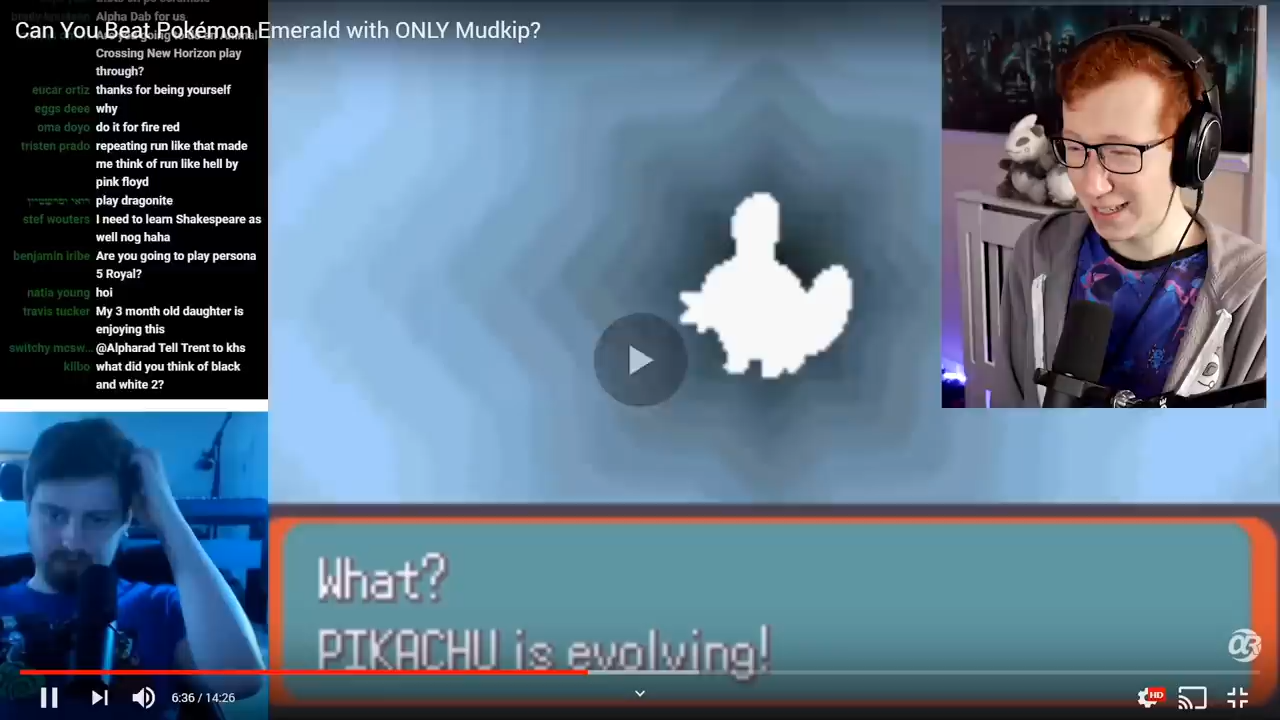 Can You Beat Pokémon Emerald with ONLY Mudkip?
Alpha Dab for us
Crossing New Horizon play
through?
eucar ortiz thanks for being yourself
eggs deee why
oma doyo do it for fire red
tristen prado repeating run like that made
me think of run like hell by
pink floyd
play dragonite
stef wouters I need to learn Shakespeare as
well nog haha
benjamin iribe Are you going to play persona
5 Royal?
natia young hoi
travis tucker My 3 month old daughter is
enjoying this
switchy mcsw... @Alpharad Tell Trent to khs
kilbo what did you think of black
and white 2?
What?
PIKACHU is evolving!
6:36 / 14:26
HD